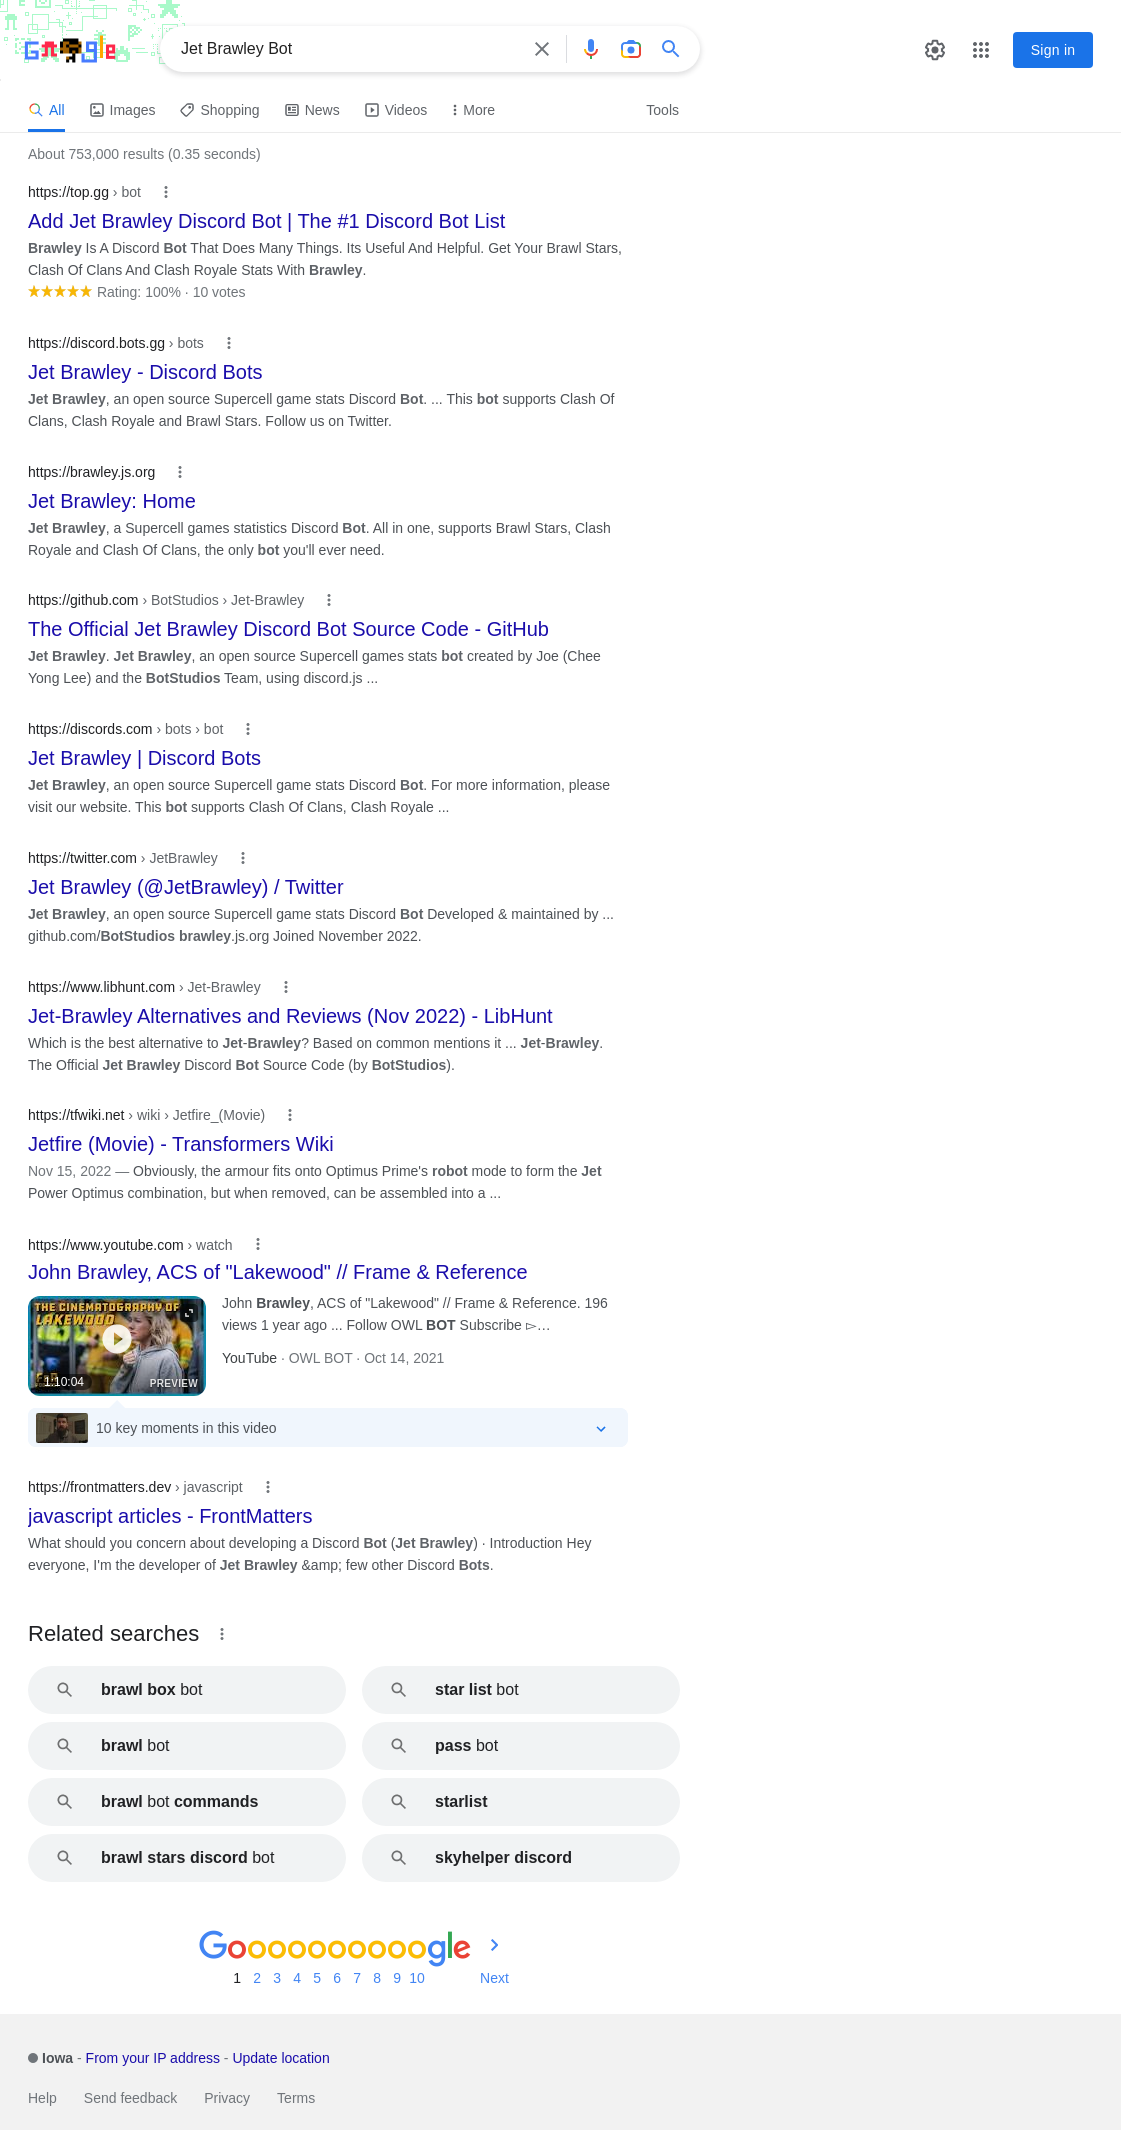 Google
Jet Brawley Bot
Sign in
All Images Shopping News Videos More Tools
About 753,000 results (0.35 seconds)
https://top.gg › bot
Add Jet Brawley Discord Bot | The #1 Discord Bot List
Brawley Is A Discord Bot That Does Many Things. Its Useful And Helpful. Get Your Brawl Stars,
Clash Of Clans And Clash Royale Stats With Brawley.
Rating: 100% · 10 votes
https://discord.bots.gg › bots
Jet Brawley - Discord Bots
Jet Brawley, an open source Supercell game stats Discord Bot. ... This bot supports Clash Of
Clans, Clash Royale and Brawl Stars. Follow us on Twitter.
https://brawley.js.org
Jet Brawley: Home
Jet Brawley, a Supercell games statistics Discord Bot. All in one, supports Brawl Stars, Clash
Royale and Clash Of Clans, the only bot you'll ever need.
https://github.com › BotStudios › Jet-Brawley
The Official Jet Brawley Discord Bot Source Code - GitHub
Jet Brawley. Jet Brawley, an open source Supercell games stats bot created by Joe (Chee
Yong Lee) and the BotStudios Team, using discord.js ...
https://discords.com › bots › bot
Jet Brawley | Discord Bots
Jet Brawley, an open source Supercell game stats Discord Bot. For more information, please
visit our website. This bot supports Clash Of Clans, Clash Royale ...
https://twitter.com › JetBrawley
Jet Brawley (@JetBrawley) / Twitter
Jet Brawley, an open source Supercell game stats Discord Bot Developed & maintained by ...
github.com/BotStudios brawley.js.org Joined November 2022.
https://www.libhunt.com › Jet-Brawley
Jet-Brawley Alternatives and Reviews (Nov 2022) - LibHunt
Which is the best alternative to Jet-Brawley? Based on common mentions it ... Jet-Brawley.
The Official Jet Brawley Discord Bot Source Code (by BotStudios).
https://tfwiki.net › wiki › Jetfire_(Movie)
Jetfire (Movie) - Transformers Wiki
Nov 15, 2022 — Obviously, the armour fits onto Optimus Prime's robot mode to form the Jet
Power Optimus combination, but when removed, can be assembled into a ...
https://www.youtube.com › watch
John Brawley, ACS of "Lakewood" // Frame & Reference
THE CINEMATOGRAPHY OF
LAKEWOOD
1:10:04
PREVIEW
John Brawley, ACS of "Lakewood" // Frame & Reference. 196
views 1 year ago ... Follow OWL BOT Subscribe ▻…
YouTube · OWL BOT · Oct 14, 2021
10 key moments in this video
https://frontmatters.dev › javascript
javascript articles - FrontMatters
What should you concern about developing a Discord Bot (Jet Brawley) · Introduction Hey
everyone, I'm the developer of Jet Brawley &amp; few other Discord Bots.
Related searches
brawl box bot
star list bot
brawl bot
pass bot
brawl bot commands
starlist
brawl stars discord bot
skyhelper discord
Goooooooooogle
1 2 3 4 5 6 7 8 9 10 Next
Iowa - From your IP address - Update location
Help Send feedback Privacy Terms